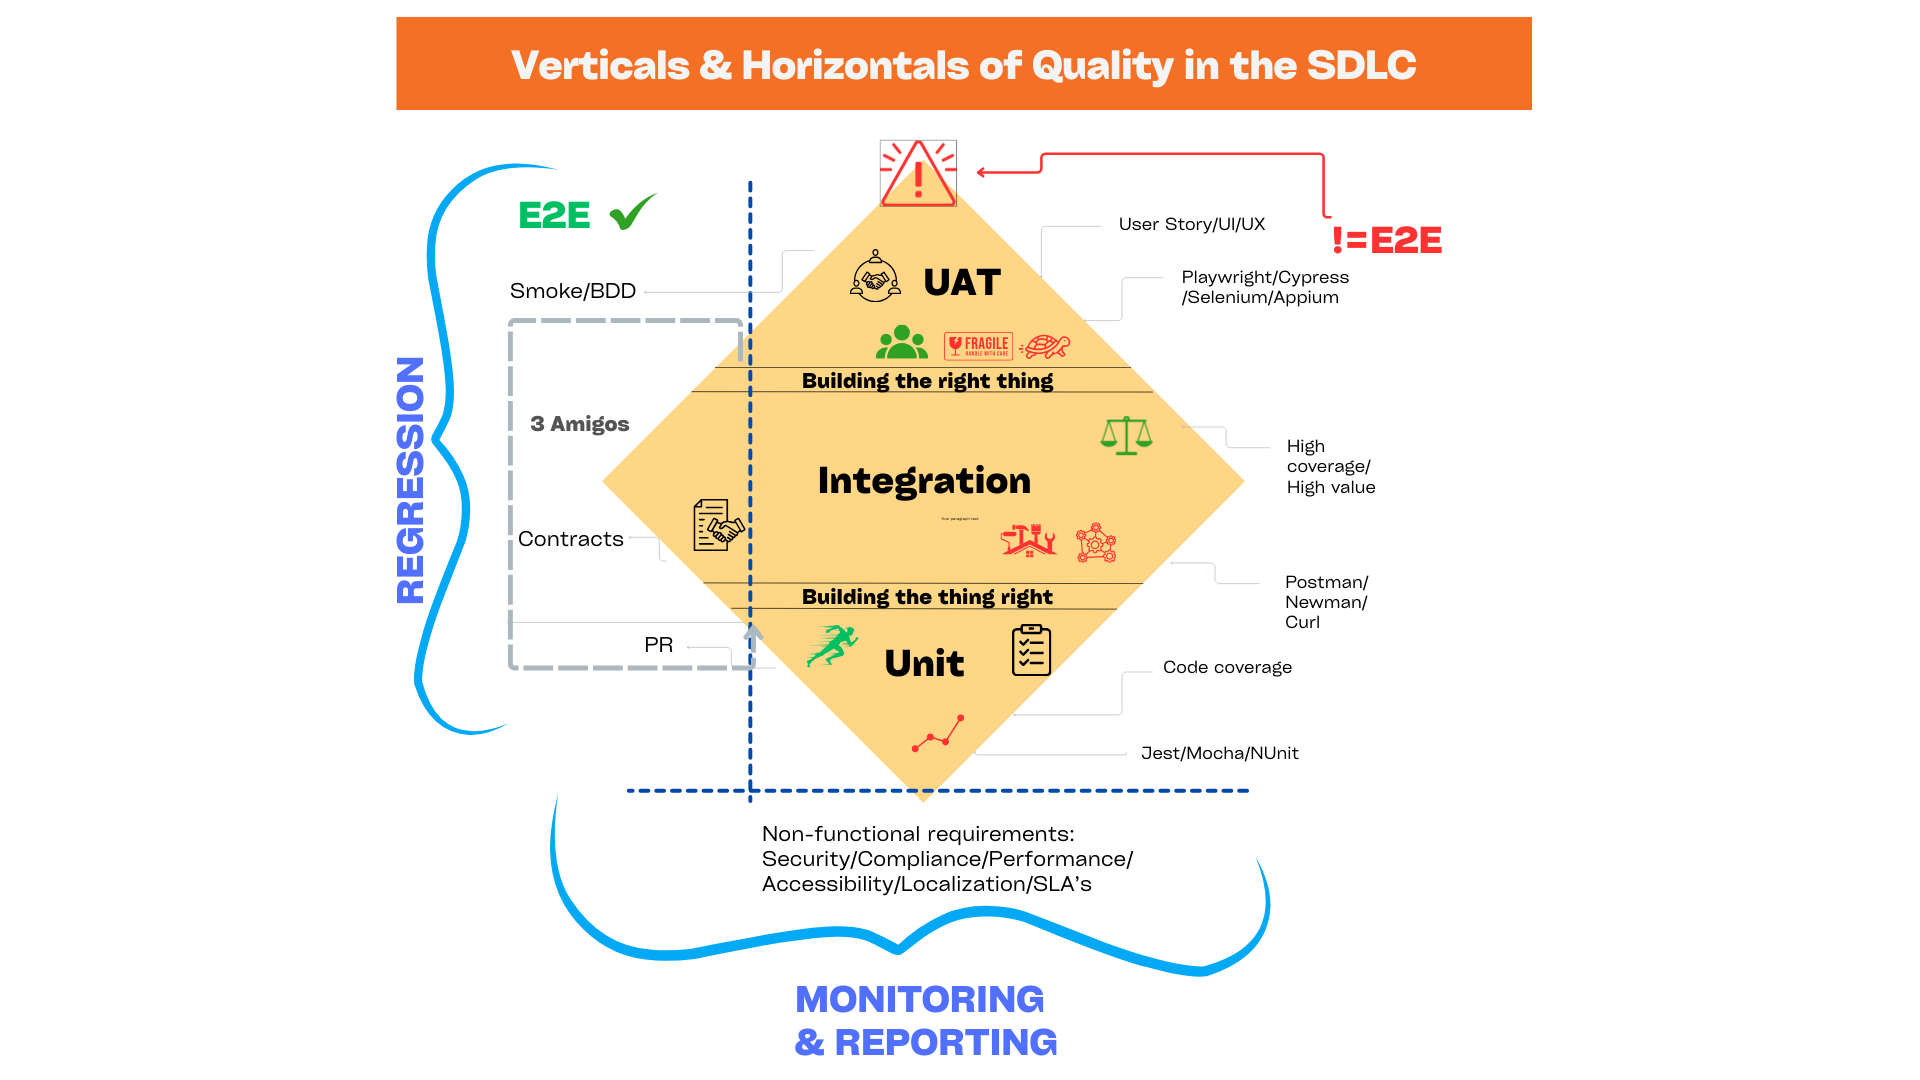 Verticals & Horizontals of Quality in the SDLC
E2E
!=E2E
User Story/UI/UX
UAT
Smoke/BDD
Playwright/Cypress
/Selenium/Appium
FRAGILE
HANDLE WITH CARE
Building the right thing
3 Amigos
REGRESSION
High
coverage/
High value
Integration
Your paragraph text
Contracts
Postman/
Newman/
Curl
Building the thing right
PR
Unit
Code coverage
Jest/Mocha/NUnit
Non-functional requirements:
Security/Compliance/Performance/
Accessibility/Localization/SLA’s
MONITORING
& REPORTING